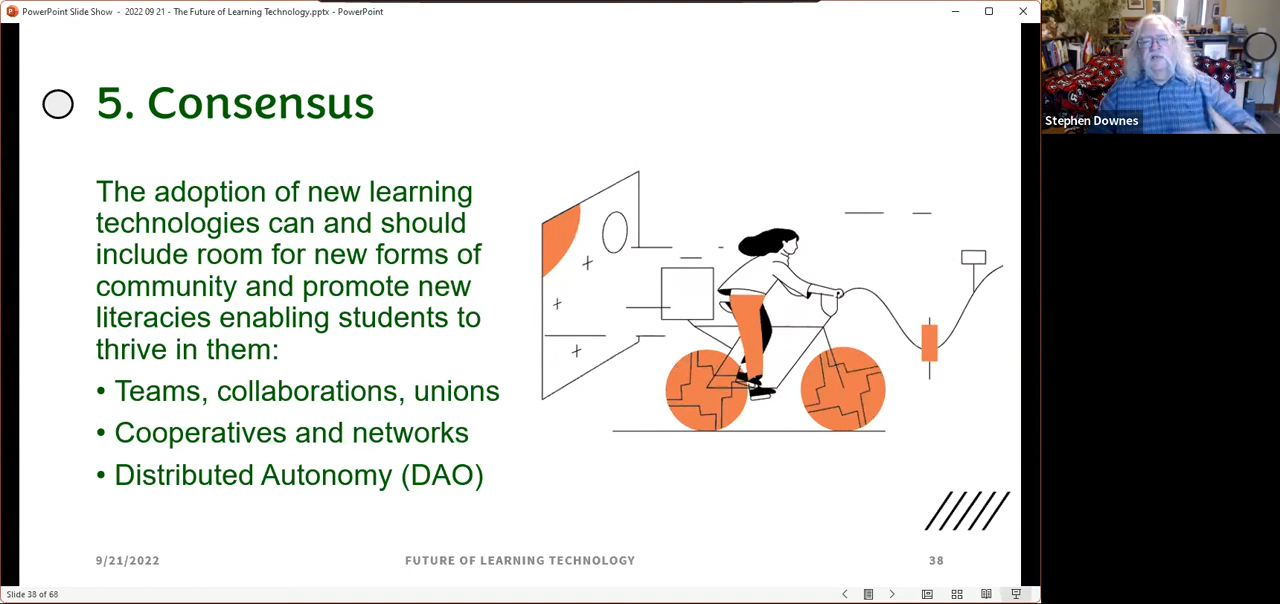 PowerPoint Slide Show - 2022 09 21 - The Future of Learning Technology.pptx - PowerPoint
5. Consensus
The adoption of new learning
technologies can and should
include room for new forms of
community and promote new
literacies enabling students to
thrive in them:
• Teams, collaborations, unions
• Cooperatives and networks
• Distributed Autonomy (DAO)
9/21/2022
FUTURE OF LEARNING TECHNOLOGY
38
Slide 38 of 68
Stephen Downes